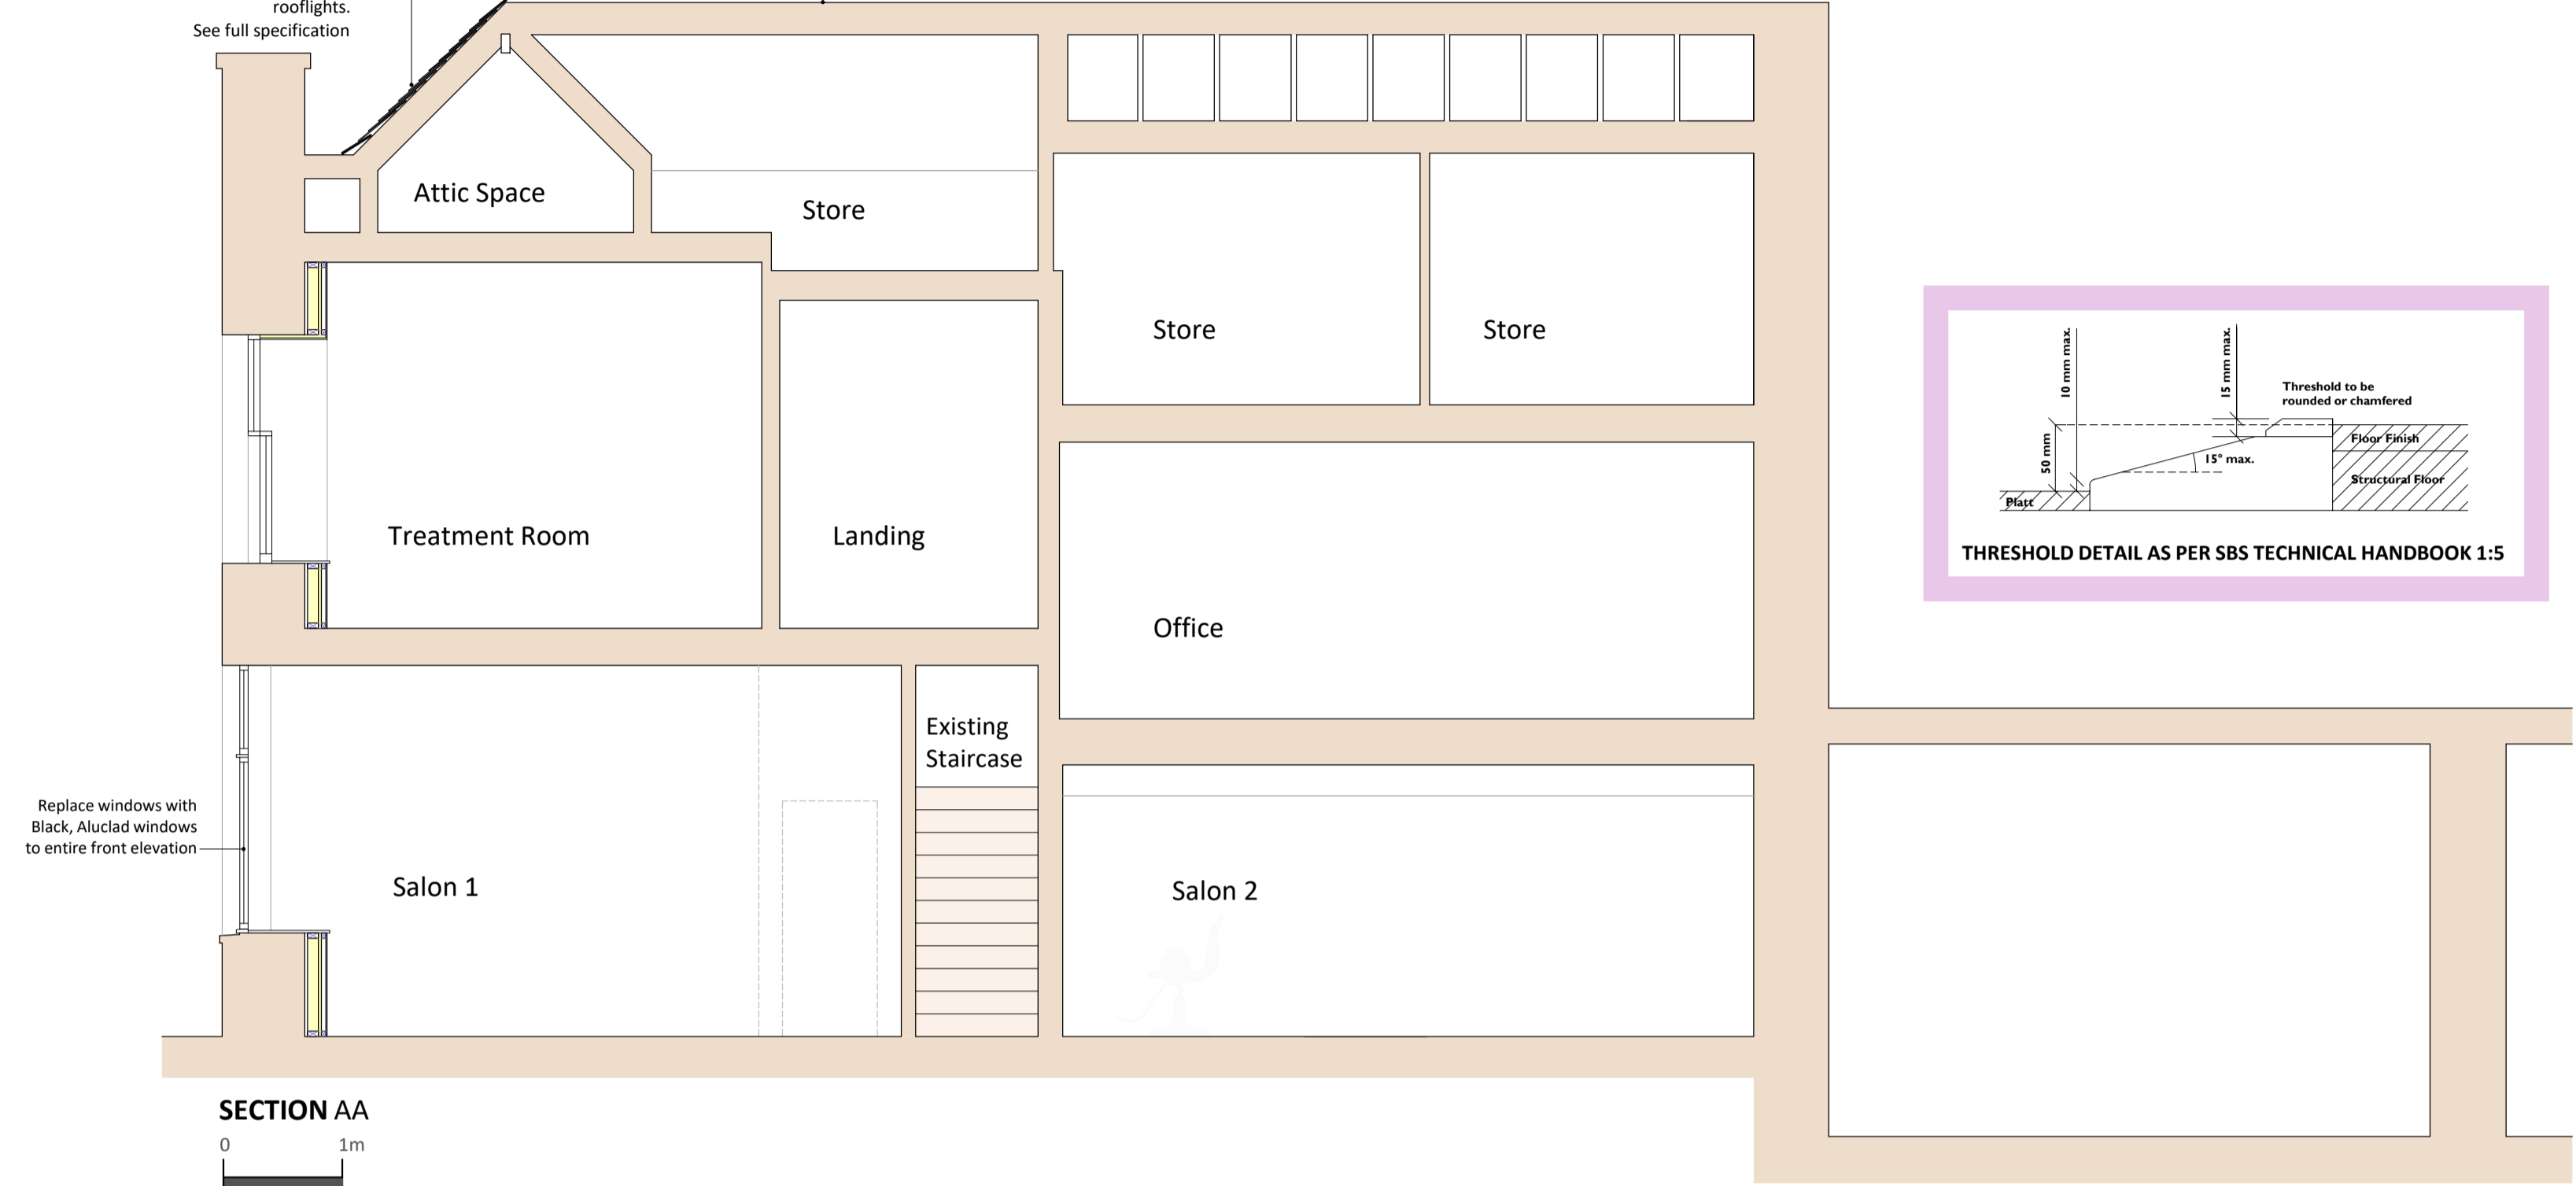 rooflights.
See full specification
Attic Space
Store
Store
Store
Treatment Room
Landing
Office
Existing
Staircase
Replace windows with
Black, Aluclad windows
to entire front elevation
Salon 1
Salon 2
10 mm max.
15 mm max.
Threshold to be
rounded or chamfered
50 mm
15° max.
Floor Finish
Structural Floor
Platt
THRESHOLD DETAIL AS PER SBS TECHNICAL HANDBOOK 1:5
SECTION AA
0 1m